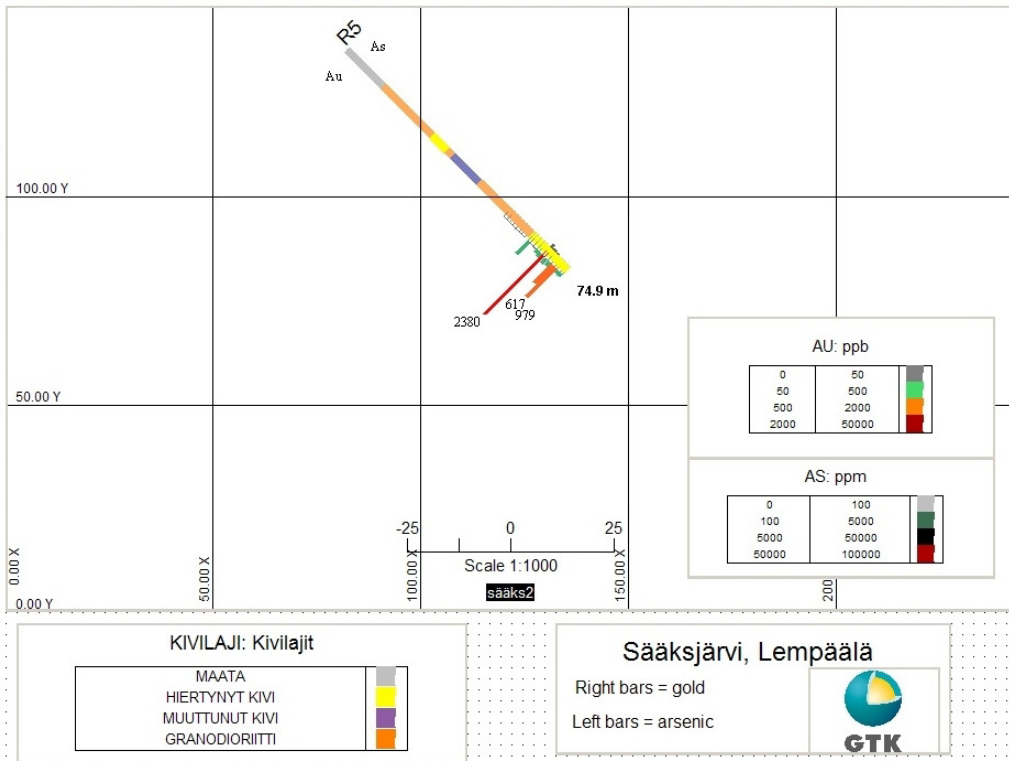 R5
As
Au
100.00 Y
74.9 m
617
979
2380
AU: ppb
0 50
50 500
500 2000
2000 50000
50.00 Y
AS: ppm
0 100
100 5000
5000 50000
50000 100000
-25 0 25
Scale 1:1000
sääks2
0.00 X
50.00 X
100.00 X
150.00 X
200
0.00 Y
KIVILAJI: Kivilajit
MAATA
HIERTYNYT KIVI
MUUTTUNUT KIVI
GRANODIORIITTI
Sääksjärvi, Lempäälä
Right bars = gold
Left bars = arsenic
GTK